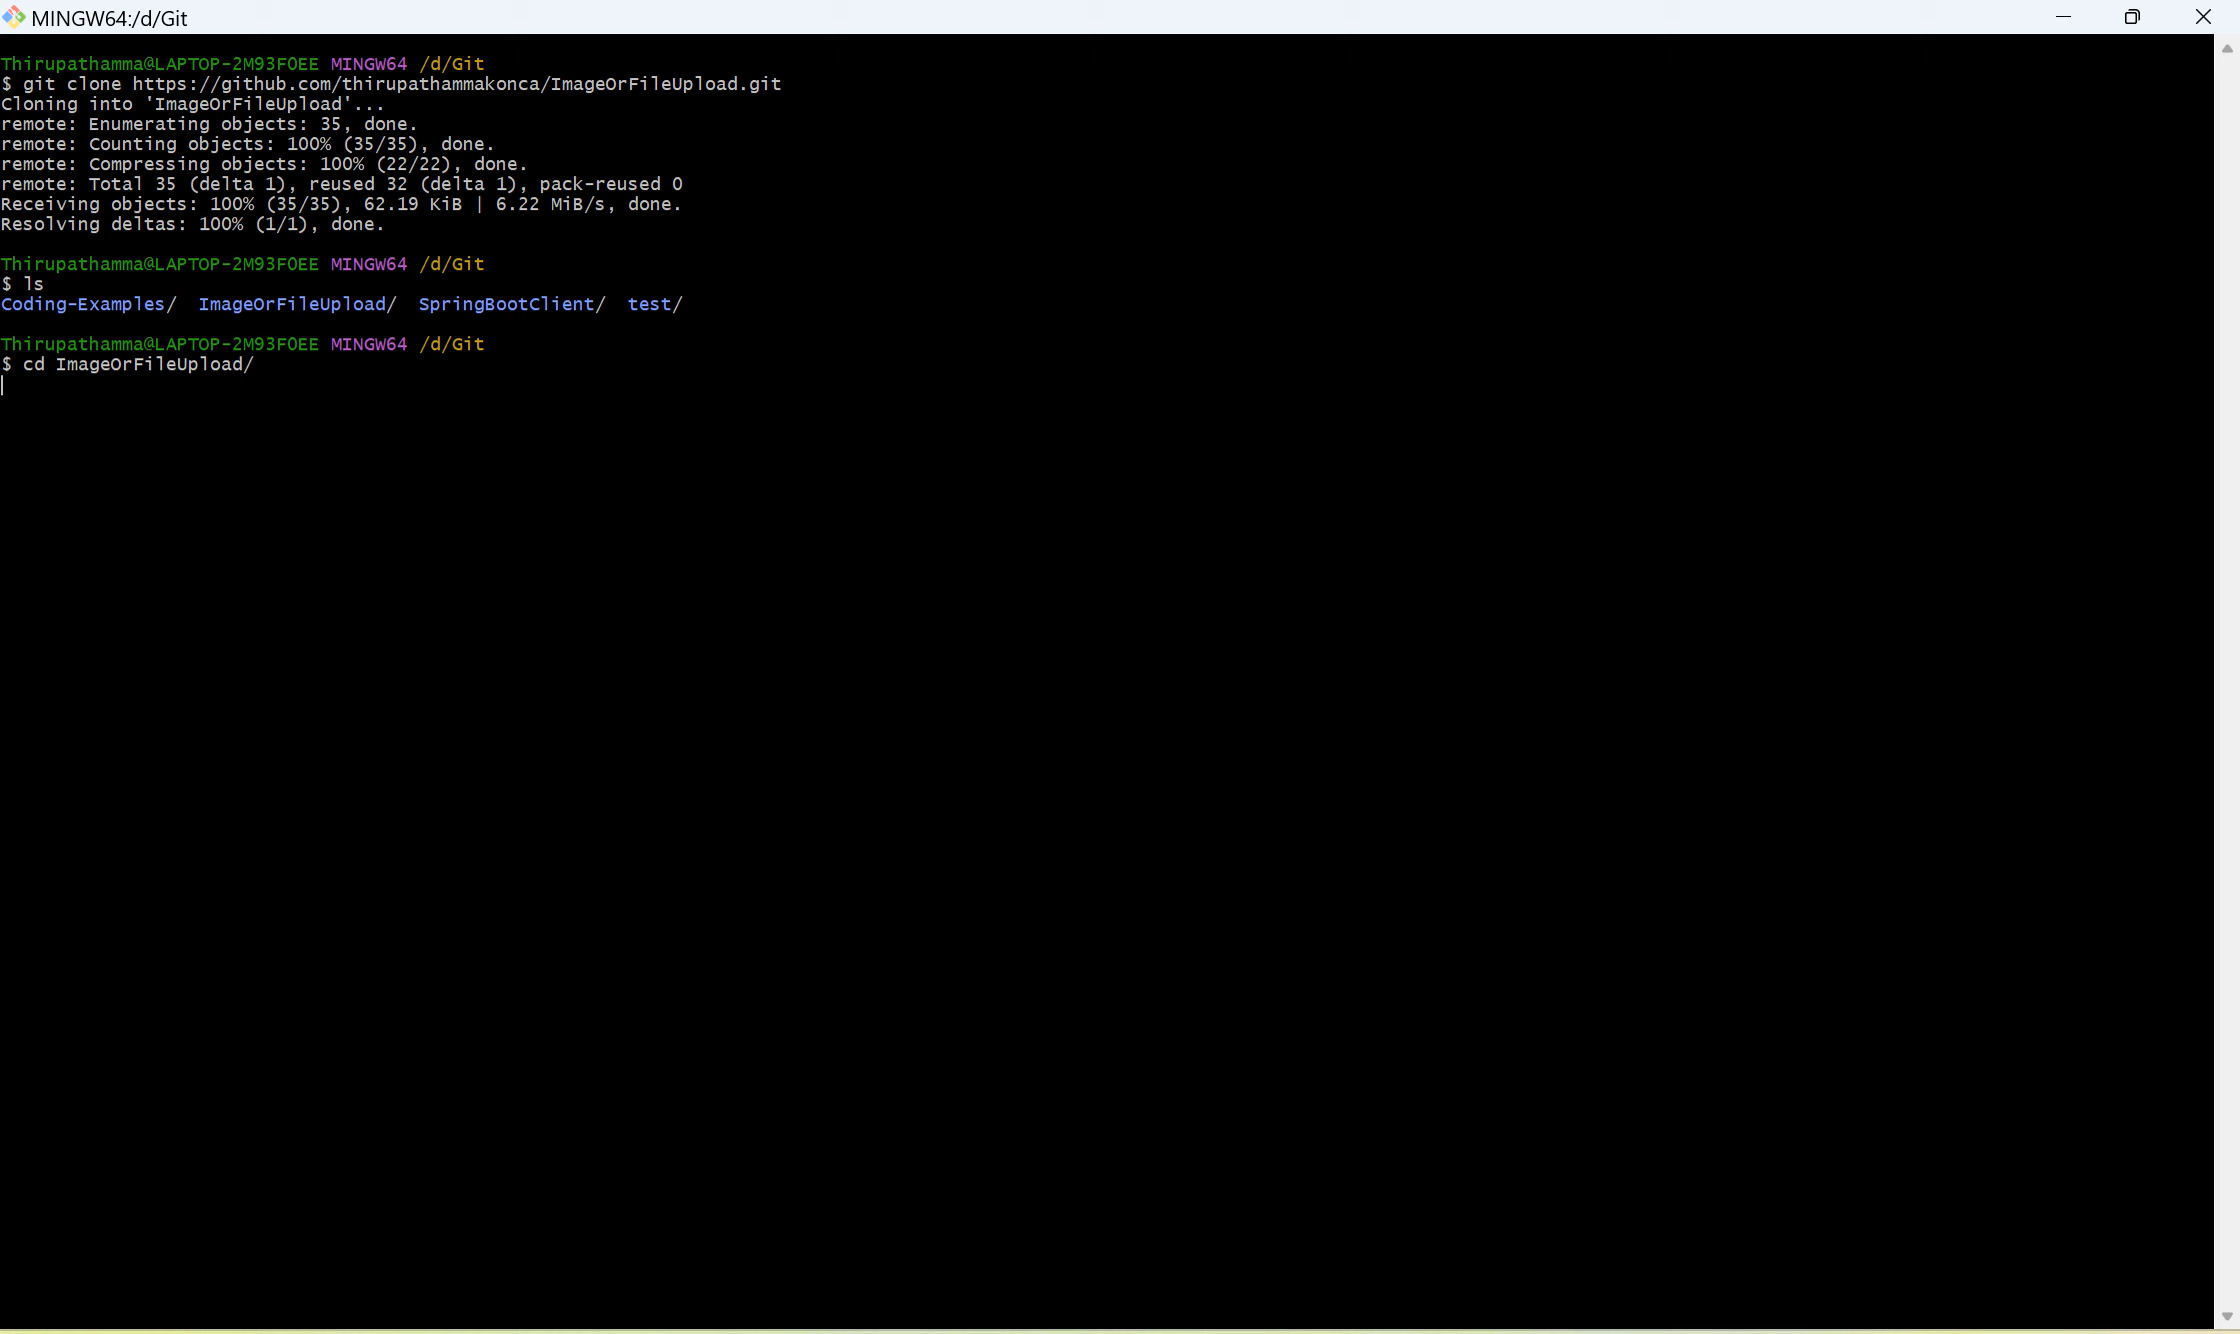 MINGW64:/d/Git
Thirupathamma@LAPTOP-2M93F0EE MINGW64 /d/Git
$ git clone https://github.com/thirupathammakonca/ImageOrFileUpload.git
Cloning into 'ImageOrFileUpload'...
remote: Enumerating objects: 35, done.
remote: Counting objects: 100% (35/35), done.
remote: Compressing objects: 100% (22/22), done.
remote: Total 35 (delta 1), reused 32 (delta 1), pack-reused 0
Receiving objects: 100% (35/35), 62.19 KiB | 6.22 MiB/s, done.
Resolving deltas: 100% (1/1), done.
Thirupathamma@LAPTOP-2M93F0EE MINGW64 /d/Git
$ ls
Coding-Examples/  ImageOrFileUpload/  SpringBootClient/  test/
Thirupathamma@LAPTOP-2M93F0EE MINGW64 /d/Git
$ cd ImageOrFileUpload/